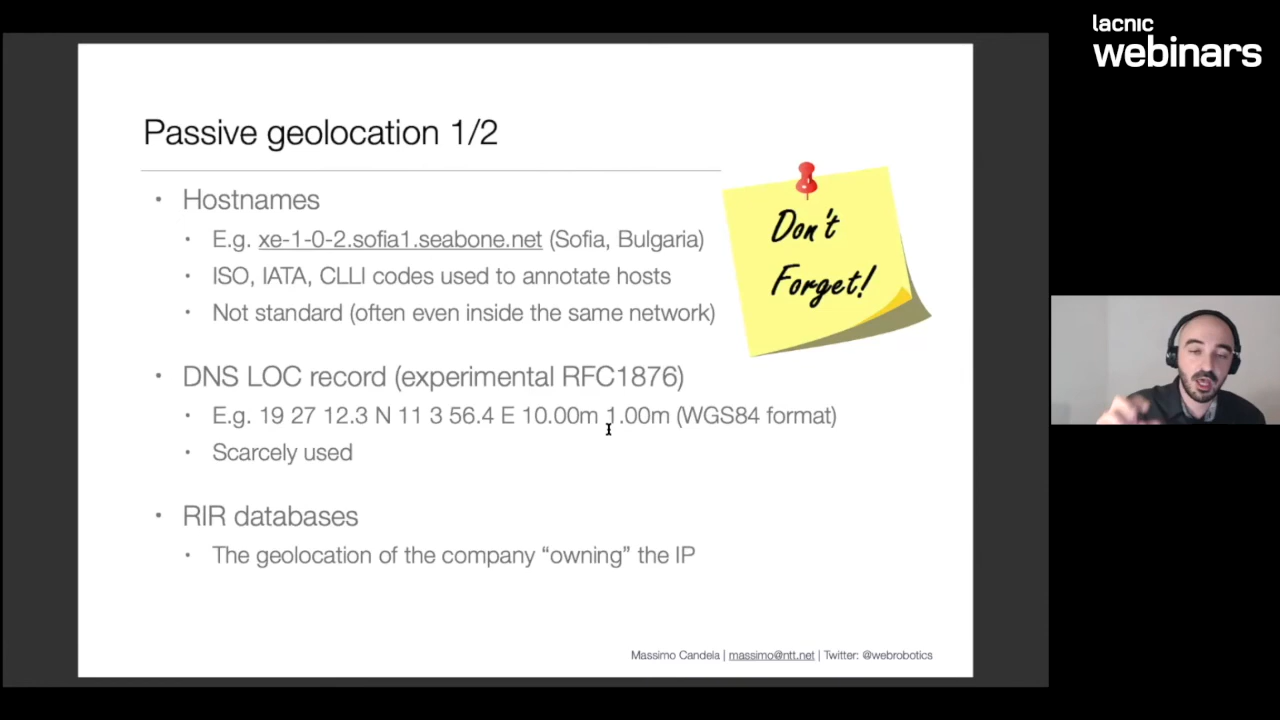 lacnic
webinars
Passive geolocation 1/2
• Hostnames
• E.g. xe-1-0-2.sofia1.seabone.net (Sofia, Bulgaria)
• ISO, IATA, CLLI codes used to annotate hosts
• Not standard (often even inside the same network)
Don't
Forget!
• DNS LOC record (experimental RFC1876)
• E.g. 19 27 12.3 N 11 3 56.4 E 10.00m 1.00m (WGS84 format)
• Scarcely used
• RIR databases
• The geolocation of the company “owning” the IP
Massimo Candela | massimo@ntt.net | Twitter: @webrobotics